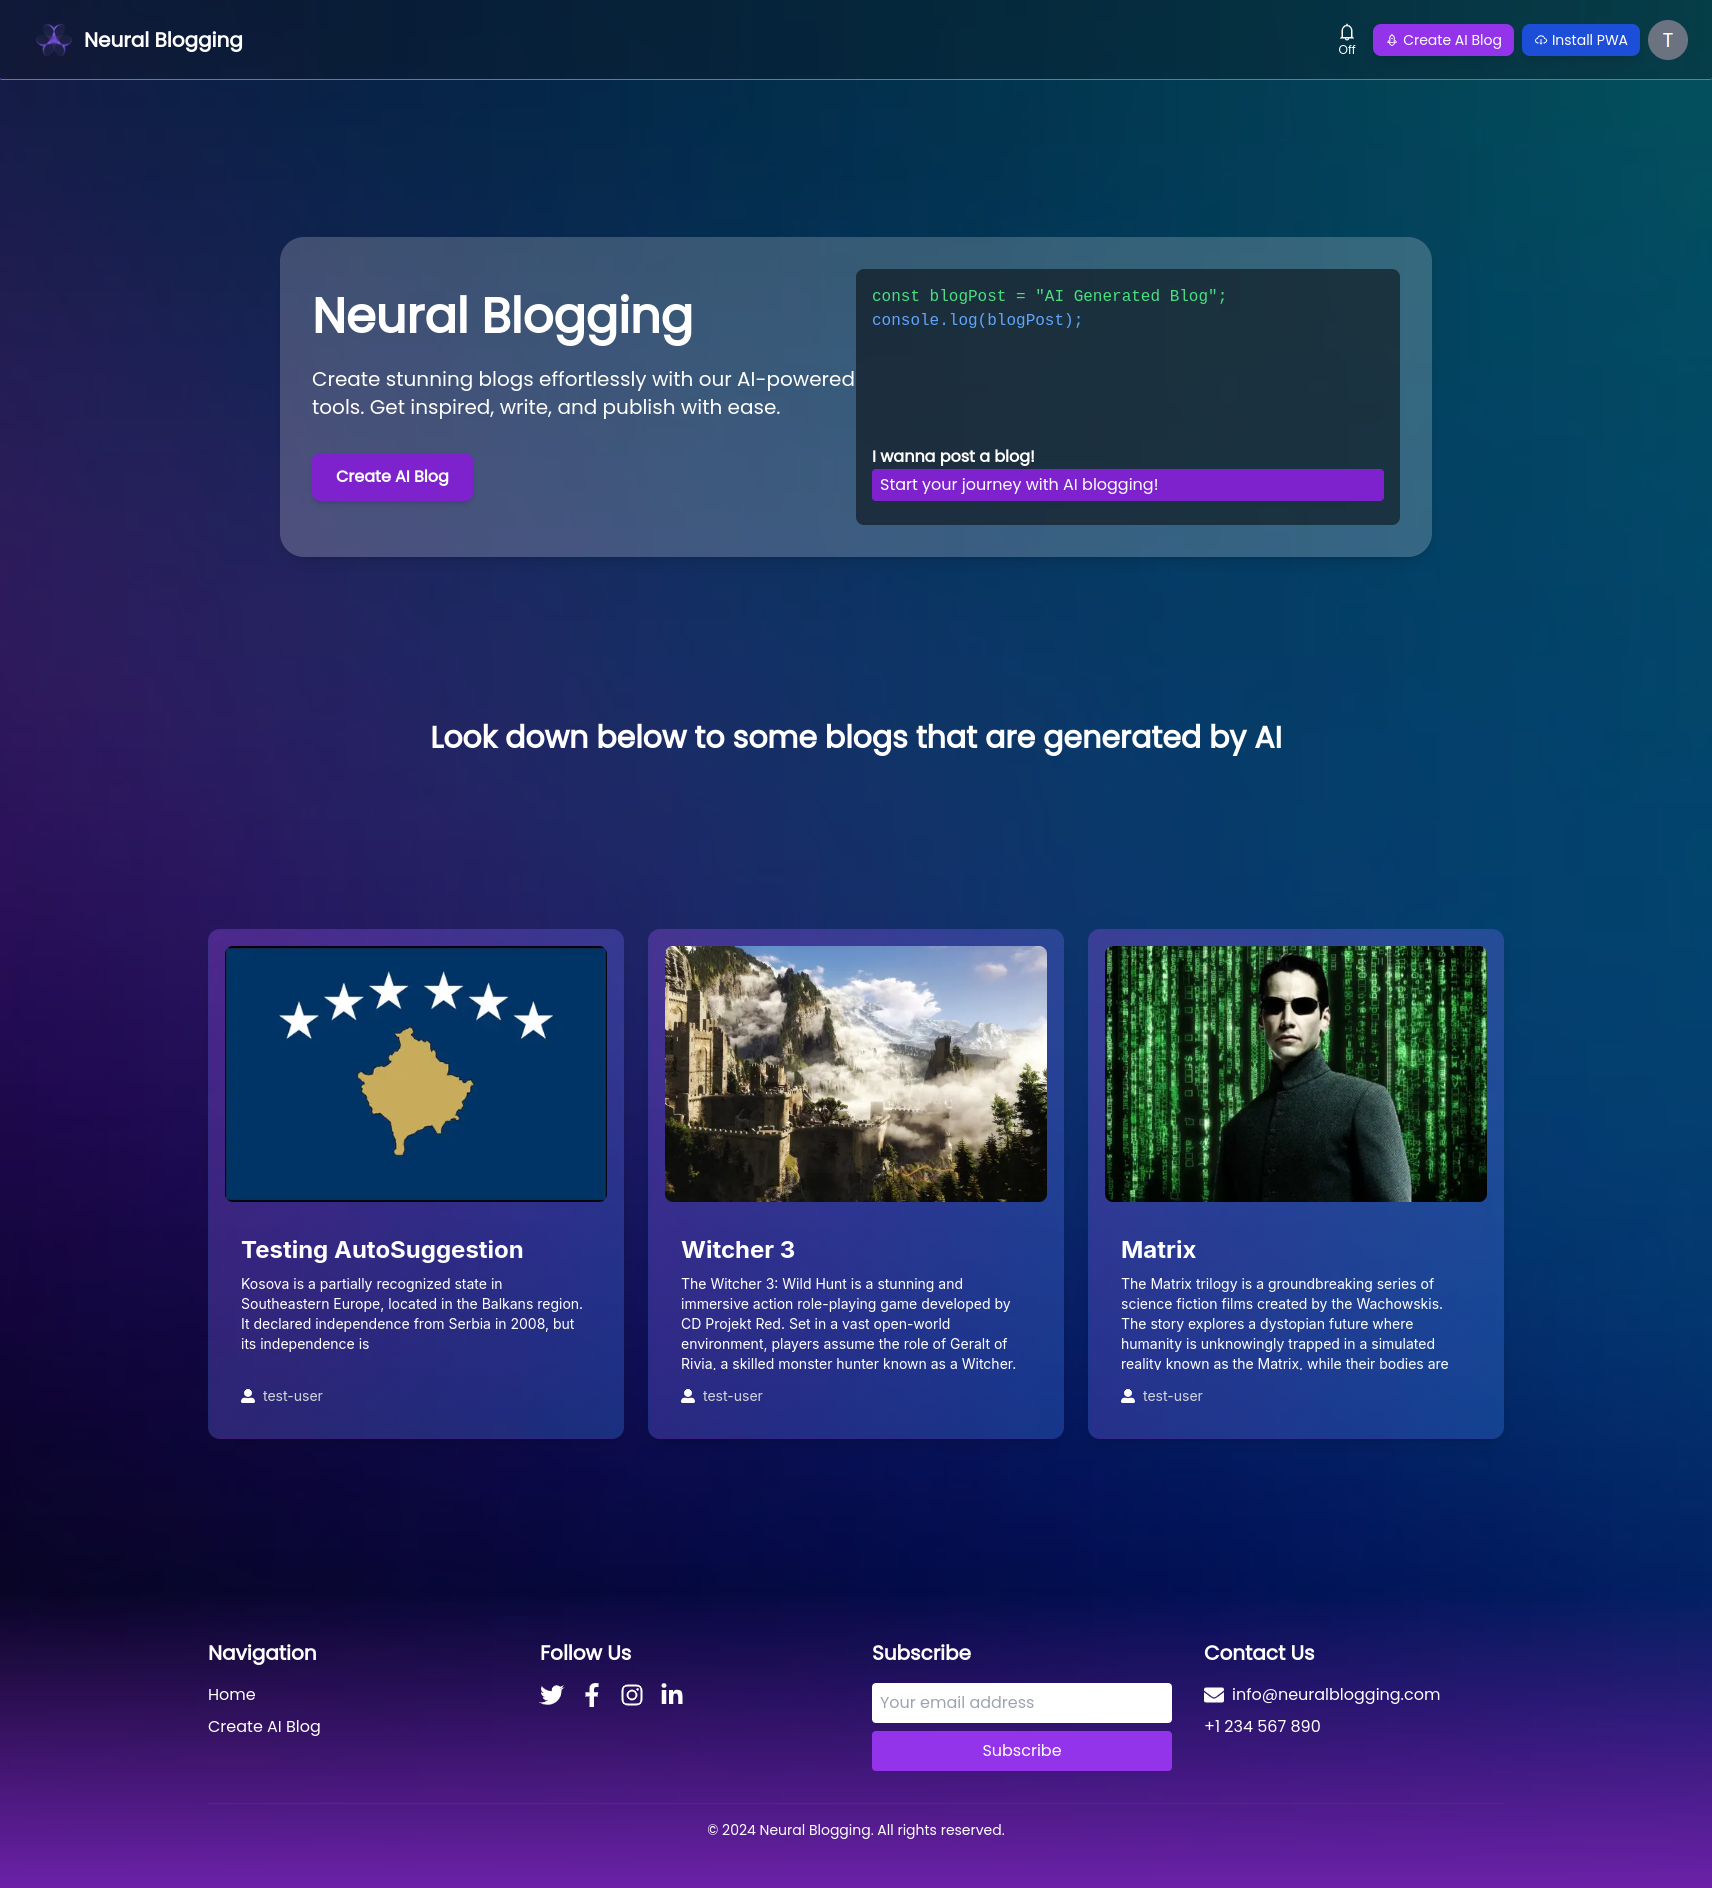 Neural Blogging
Off
Create AI Blog
Install PWA
T
Neural Blogging
Create stunning blogs effortlessly with our AI-powered
tools. Get inspired, write, and publish with ease.
Create AI Blog
const blogPost = "AI Generated Blog";
console.log(blogPost);
I wanna post a blog!
Start your journey with AI blogging!
Look down below to some blogs that are generated by AI
Testing AutoSuggestion
Kosova is a partially recognized state in
Southeastern Europe, located in the Balkans region.
It declared independence from Serbia in 2008, but
its independence is
test-user
Witcher 3
The Witcher 3: Wild Hunt is a stunning and
immersive action role-playing game developed by
CD Projekt Red. Set in a vast open-world
environment, players assume the role of Geralt of
Rivia, a skilled monster hunter known as a Witcher.
test-user
Matrix
The Matrix trilogy is a groundbreaking series of
science fiction films created by the Wachowskis.
The story explores a dystopian future where
humanity is unknowingly trapped in a simulated
reality known as the Matrix, while their bodies are
test-user
Navigation
Home
Create AI Blog
Follow Us
Subscribe
Your email address
Subscribe
Contact Us
info@neuralblogging.com
+1 234 567 890
© 2024 Neural Blogging. All rights reserved.